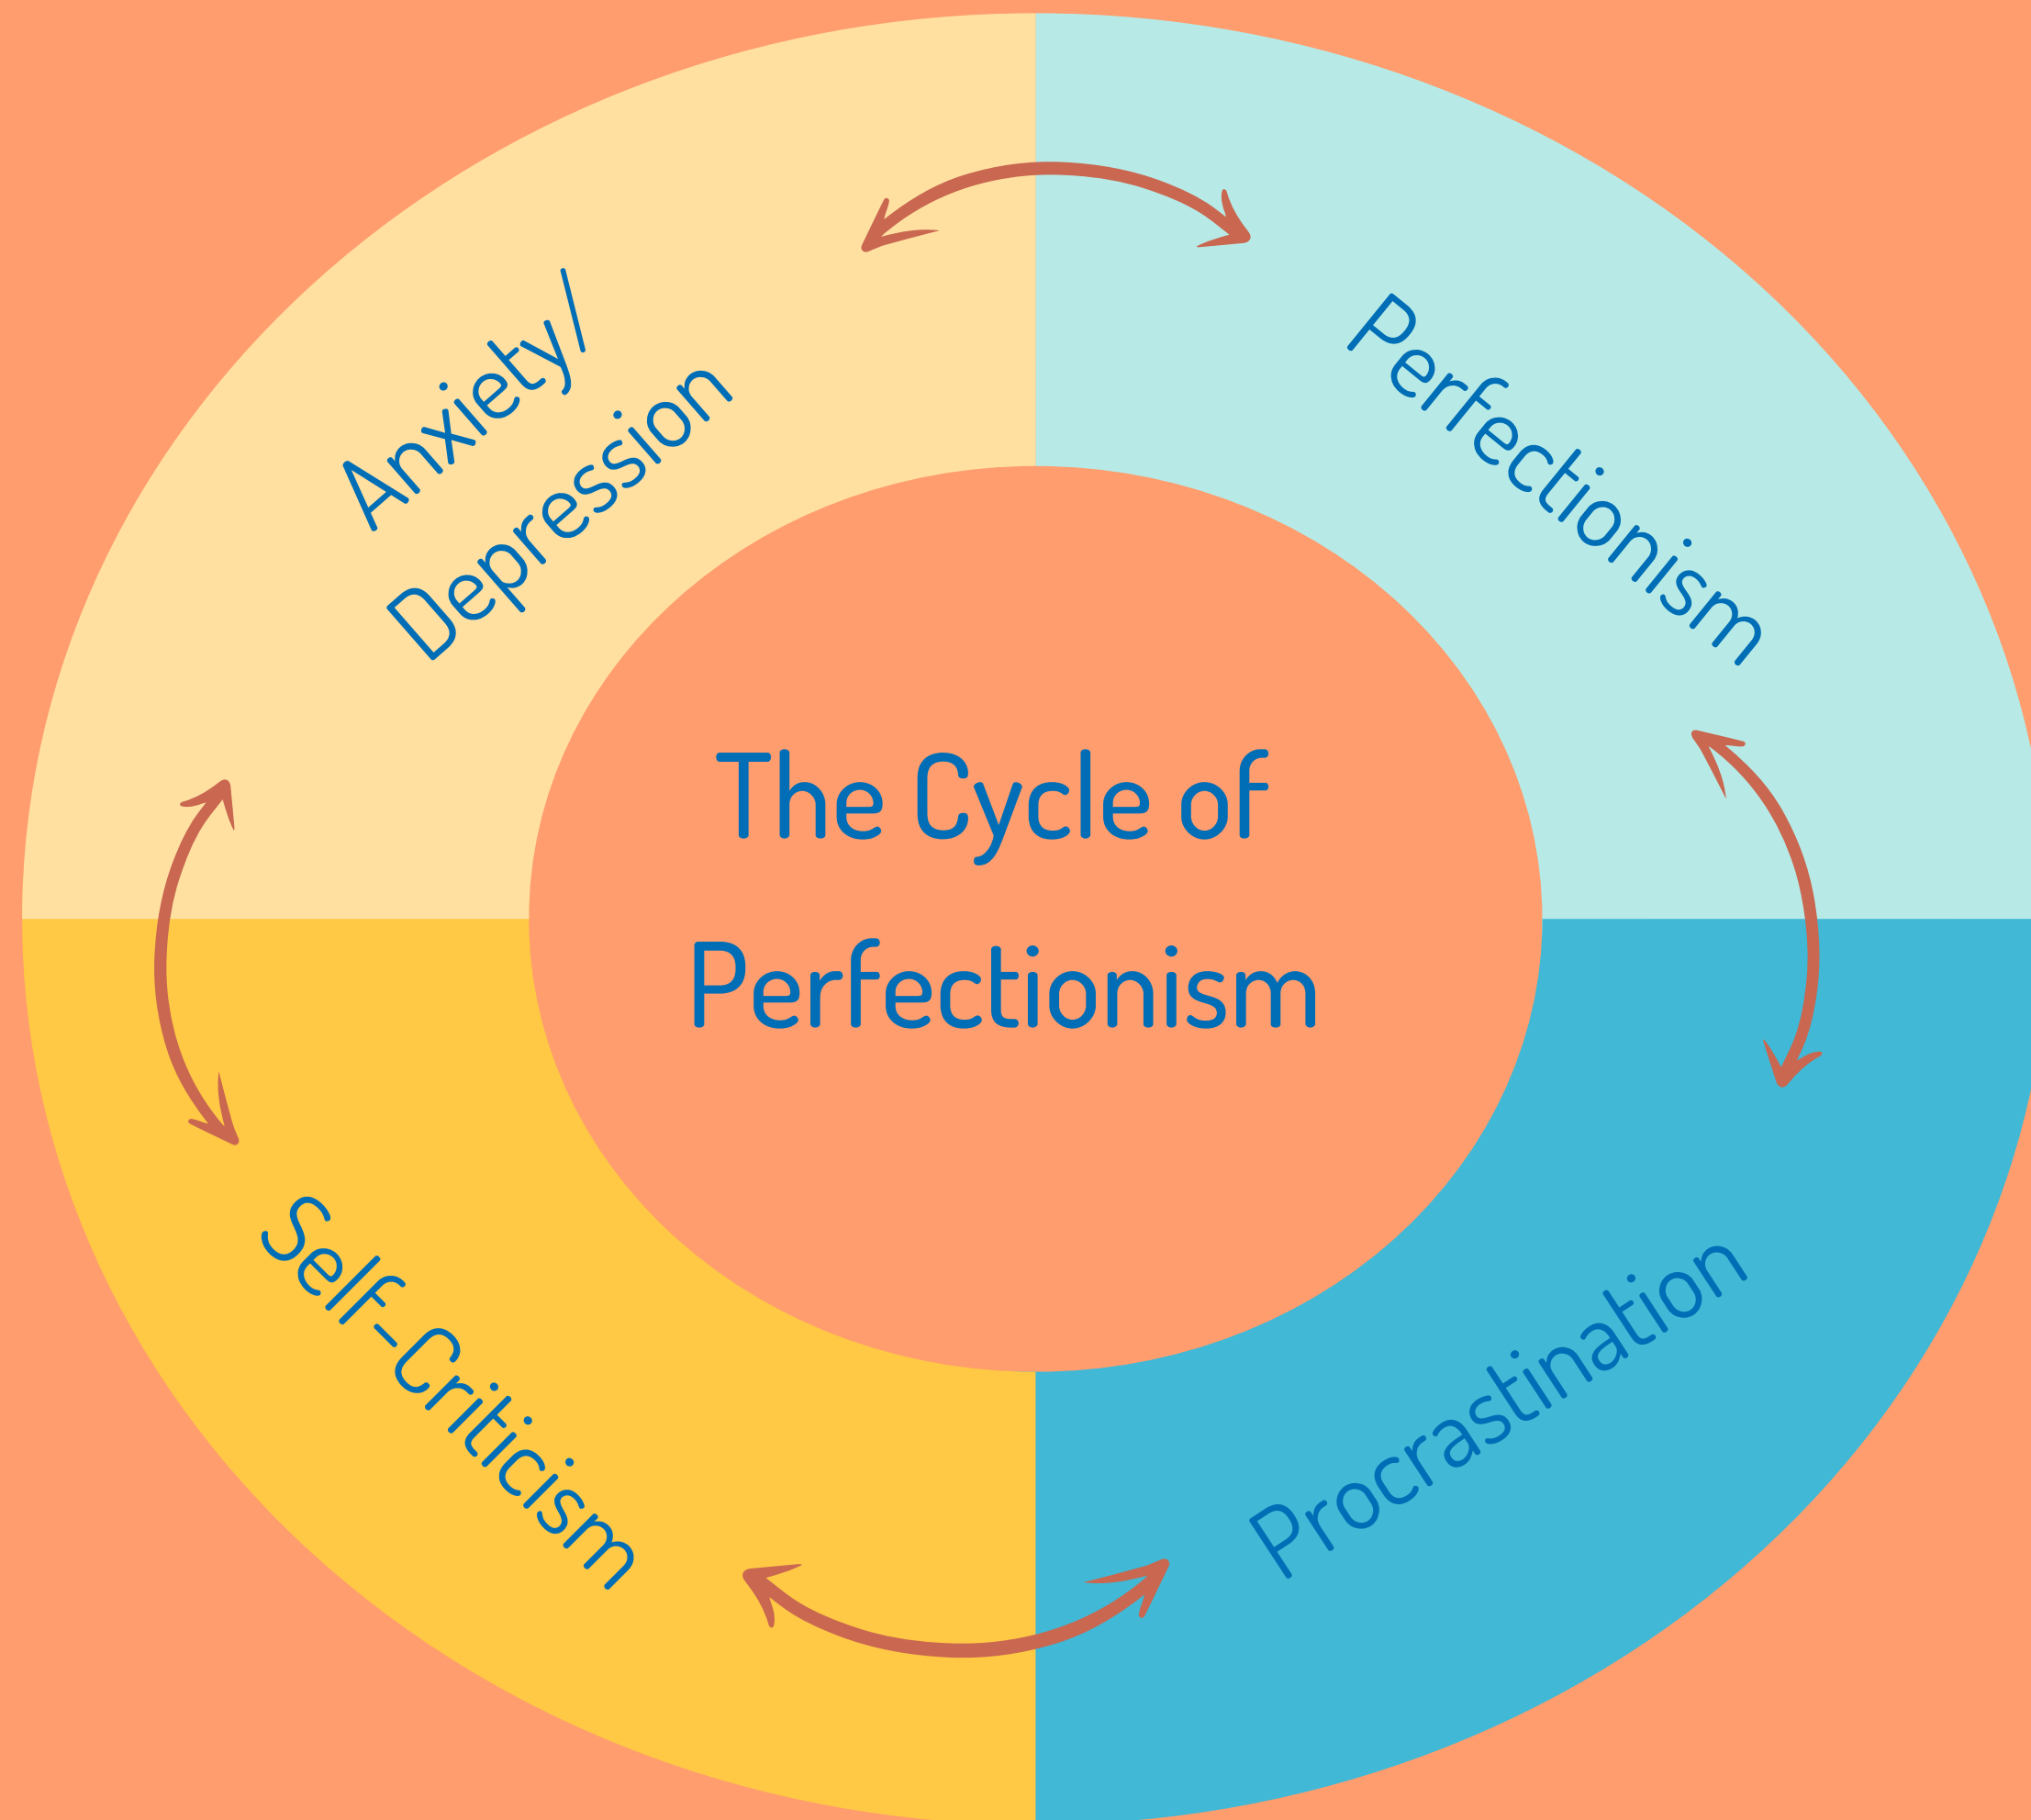 Anxiety/
Depression
Perfectionism
The Cycle of
Perfectionism
Self-Criticism
Procrastination